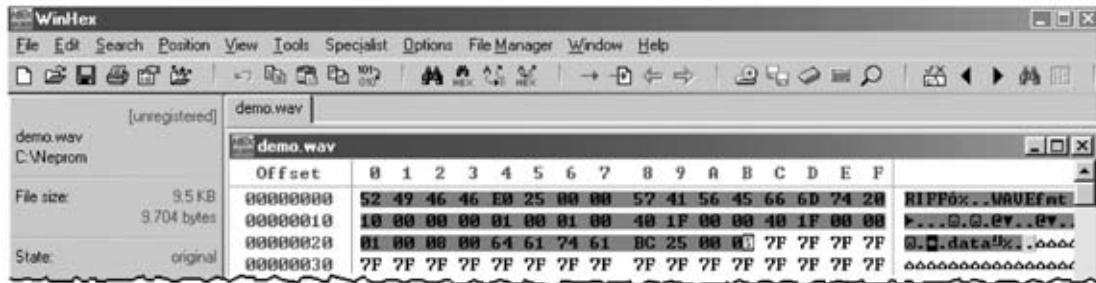 WinHex
File Edit Search Position View Tools Specialist Options File Manager Window Help
[unregistered]
demo.wav
C:\Neprom
File size: 9.5 KB
9.704 bytes
State: original
demo.wav
demo.wav
Offset 0 1 2 3 4 5 6 7 8 9 A B C D E F
00000000 52 49 46 46 E0 25 00 00 57 41 56 45 66 6D 74 20 RIFFóx..WAVEfmt
00000010 10 00 00 00 01 00 01 00 40 1F 00 00 40 1F 00 00
00000020 01 00 08 00 64 61 74 61 BC 25 00 7F 7F 7F 7F
00000030 7F 7F 7F 7F 7F 7F 7F 7F 7F 7F 7F 7F 7F 7F 7F 7F